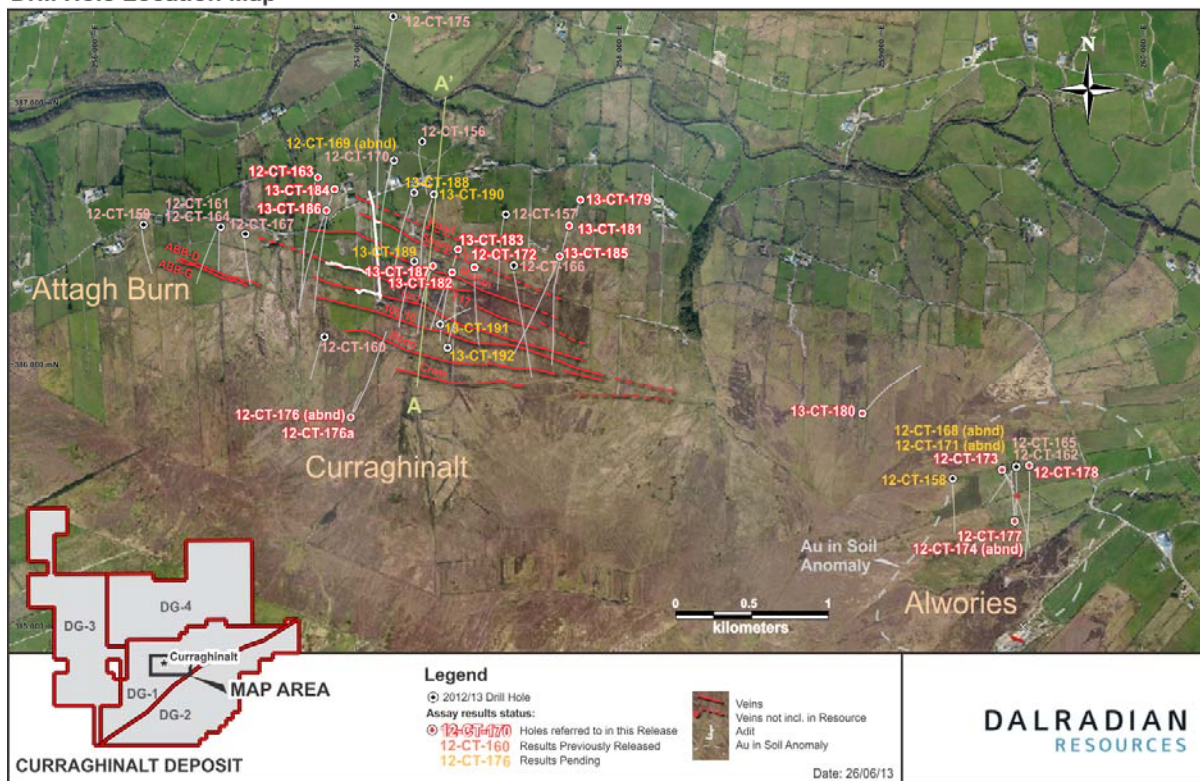 12-CT-175
N
A'
387,000 mN
12-CT-156
12-CT-169 (abnd)
12-CT-170
12-CT-163
13-CT-184
13-CT-188
13-CT-190
13-CT-179
12-CT-161
12-CT-159
12-CT-164
13-CT-186
12-CT-157
12-CT-167
13-CT-181
13-CT-183
13-CT-189
12-CT-172
13-CT-185
ABB-D
ABB-G
13-CT-187
12-CT-166
13-CT-182
Attagh Burn
13-CT-191
12-CT-160
13-CT-192
386,000 mN
Crow
A
12-CT-176 (abnd)
12-CT-176a
13-CT-180
12-CT-168 (abnd)
12-CT-171 (abnd)
12-CT-165
12-CT-162
12-CT-173
12-CT-178
12-CT-158
Curraghinalt
12-CT-177
12-CT-174 (abnd)
Au in Soil
Anomaly
Alwories
0 0.5 1
kilometers
DG-4
DG-3
Curraghinalt
DG-1
MAP AREA
DG-2
CURRAGHINALT DEPOSIT
Legend
2012/13 Drill Hole
Assay results status:
Holes referred to in this Release
12-CT-160 Results Previously Released
12-CT-176 Results Pending
Veins
Veins not incl. in Resource
Adit
Au in Soil Anomaly
Date: 26/06/13
DALRADIAN
RESOURCES